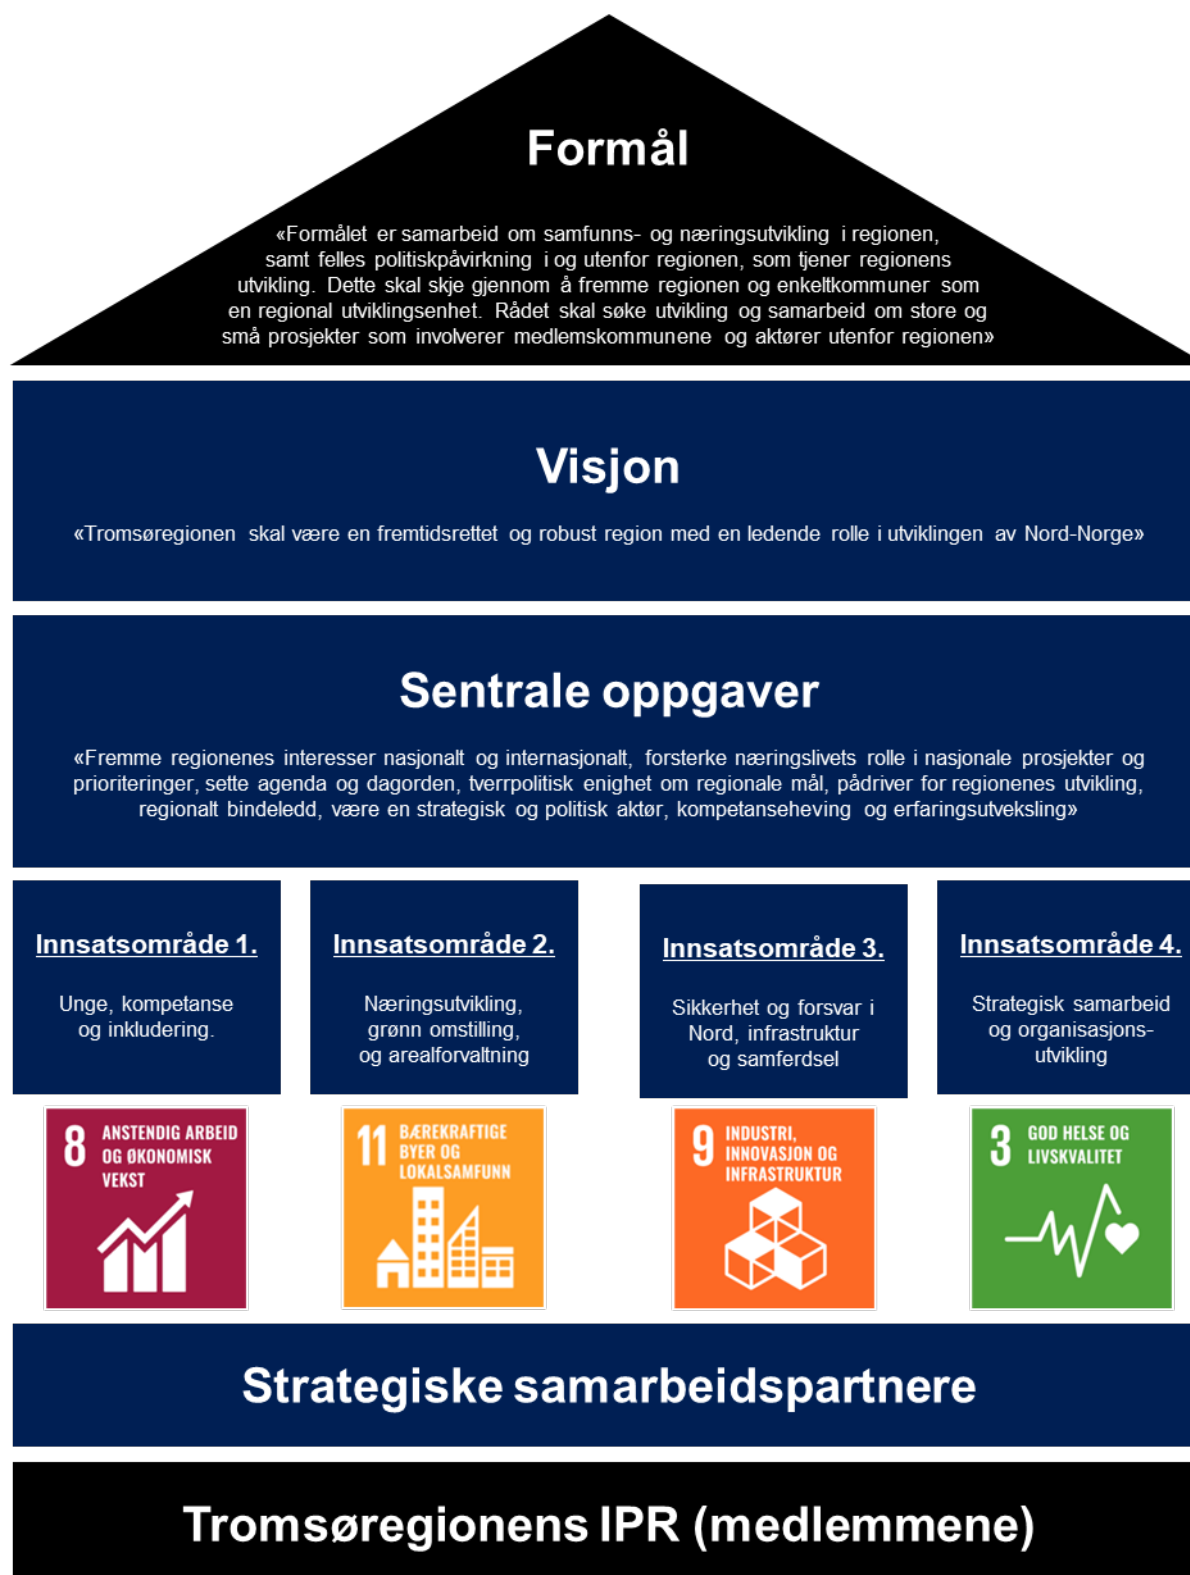 Formål
«Formålet er samarbeid om samfunns- og næringsutvikling i regionen,
samt felles politiskpåvirkning i og utenfor regionen, som tjener regionens
utvikling. Dette skal skje gjennom å fremme regionen og enkeltkommuner som
en regional utviklingsenhet. Rådet skal søke utvikling og samarbeid om store og
små prosjekter som involverer medlemskommunene og aktører utenfor regionen»
Visjon
«Tromsøregionen skal være en fremtidsrettet og robust region med en ledende rolle i utviklingen av Nord-Norge»
Sentrale oppgaver
«Fremme regionenes interesser nasjonalt og internasjonalt, forsterke næringslivets rolle i nasjonale prosjekter og
prioriteringer, sette agenda og dagorden, tverrpolitisk enighet om regionale mål, pådriver for regionenes utvikling,
regionalt bindeledd, være en strategisk og politisk aktør, kompetanseheving og erfaringsutveksling»
Innsatsområde 1.
Unge, kompetanse
og inkludering.
Innsatsområde 2.
Næringsutvikling,
grønn omstilling,
og arealforvaltning
Innsatsområde 3.
Sikkerhet og forsvar i
Nord, infrastruktur
og samferdsel
Innsatsområde 4.
Strategisk samarbeid
og organisasjons-
utvikling
8 ANSTENDIG ARBEID
OG ØKONOMISK
VEKST
11 BÆREKRAFTIGE
BYER OG
LOKALSAMFUNN
9 INDUSTRI,
INNOVASJON OG
INFRASTRUKTUR
3 GOD HELSE OG
LIVSKVALITET
Strategiske samarbeidspartnere
Tromsøregionens IPR (medlemmene)